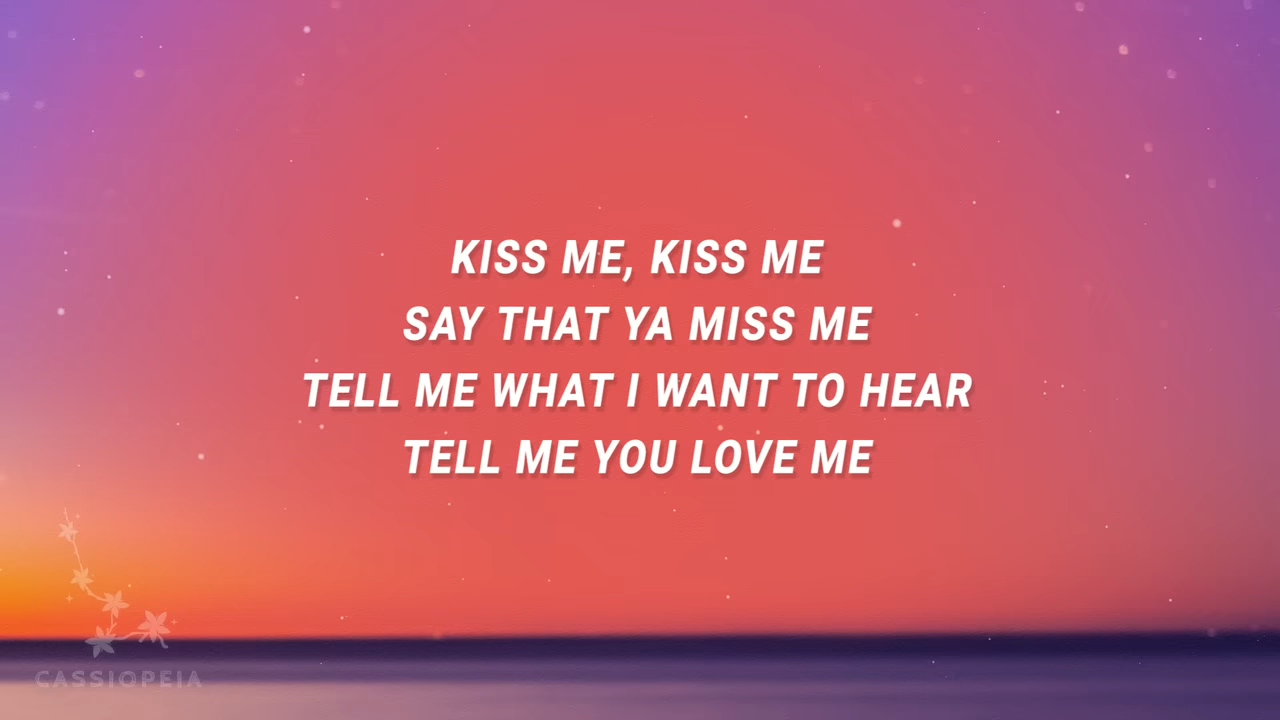 KISS ME, KISS ME
SAY THAT YA MISS ME
TELL ME WHAT I WANT TO HEAR
TELL ME YOU LOVE ME
CASSIOPEIA